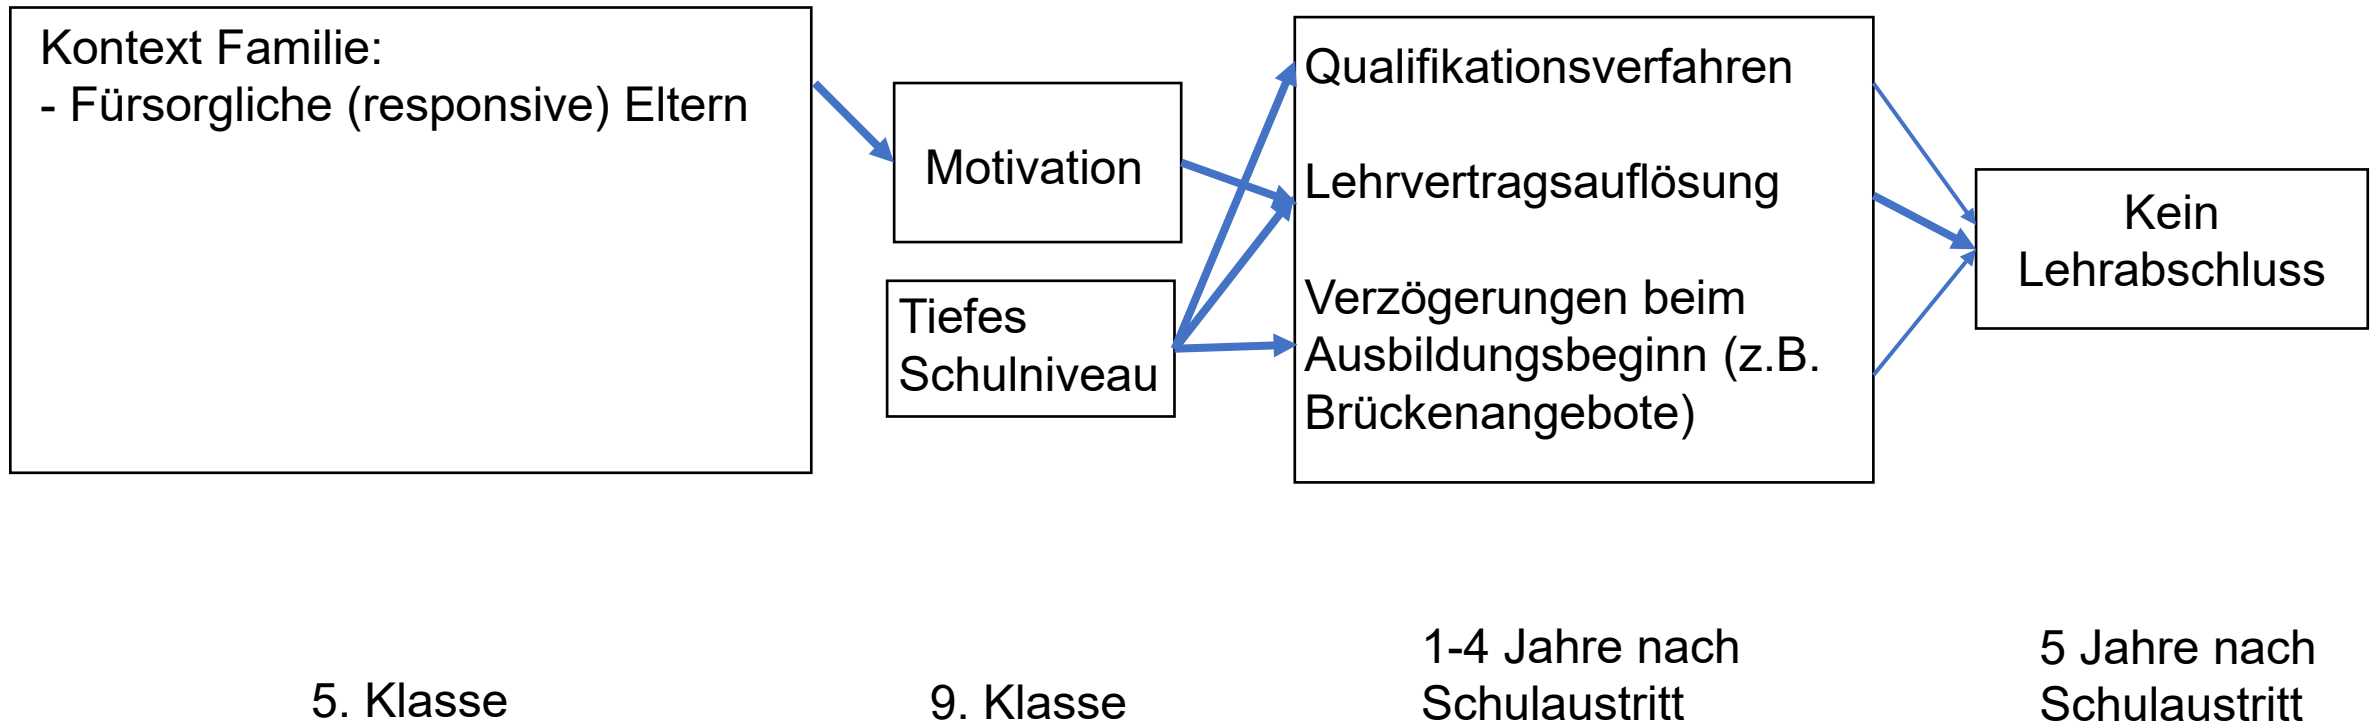 Kontext Familie:
- Fürsorgliche (responsive) Eltern
Motivation
Tiefes
Schulniveau
Qualifikationsverfahren
Lehrvertragsauflösung
Verzögerungen beim
Ausbildungsbeginn (z.B.
Brückenangebote)
Kein
Lehrabschluss
5. Klasse
9. Klasse
1-4 Jahre nach
Schulaustritt
5 Jahre nach
Schulaustritt